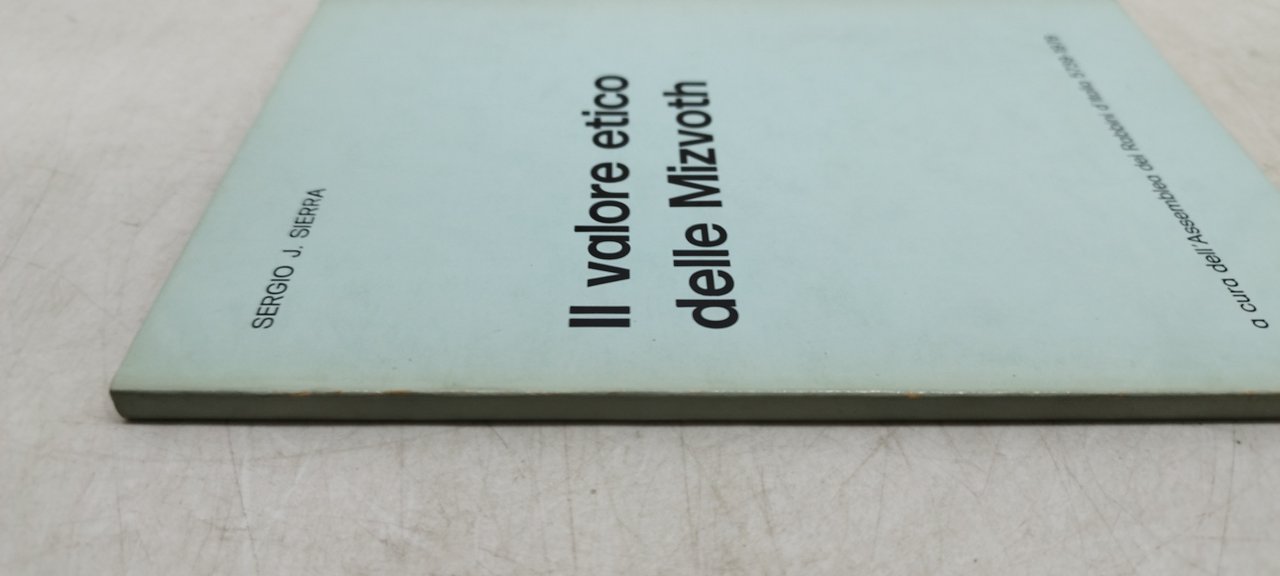 SERGIO J. SIERRA
Il valore etico
delle Mizvoth
a cura dell'Assemblea dei Rabbini d'Italia